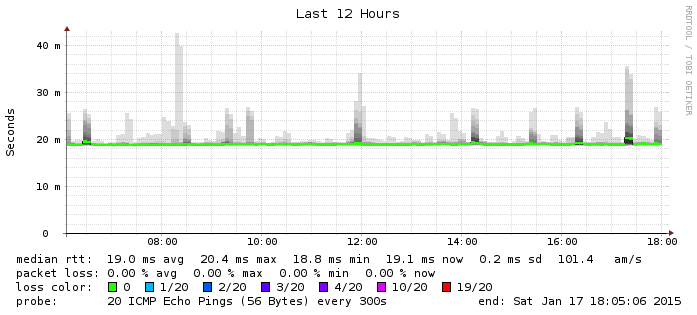 Last 12 Hours
RRDTOOL / TOBI OETIKER
Seconds
40 m
30 m
20 m
10 m
0
08:00 10:00 12:00 14:00 16:00 18:00
median rtt: 19.0 ms avg 20.4 ms max 18.8 ms min 19.1 ms now 0.2 ms sd 101.4 am/s
packet loss: 0.00 % avg 0.00 % max 0.00 % min 0.00 % now
loss color: 0 1/20 2/20 3/20 4/20 10/20 19/20
probe: 20 ICMP Echo Pings (56 Bytes) every 300s end: Sat Jan 17 18:05:06 2015